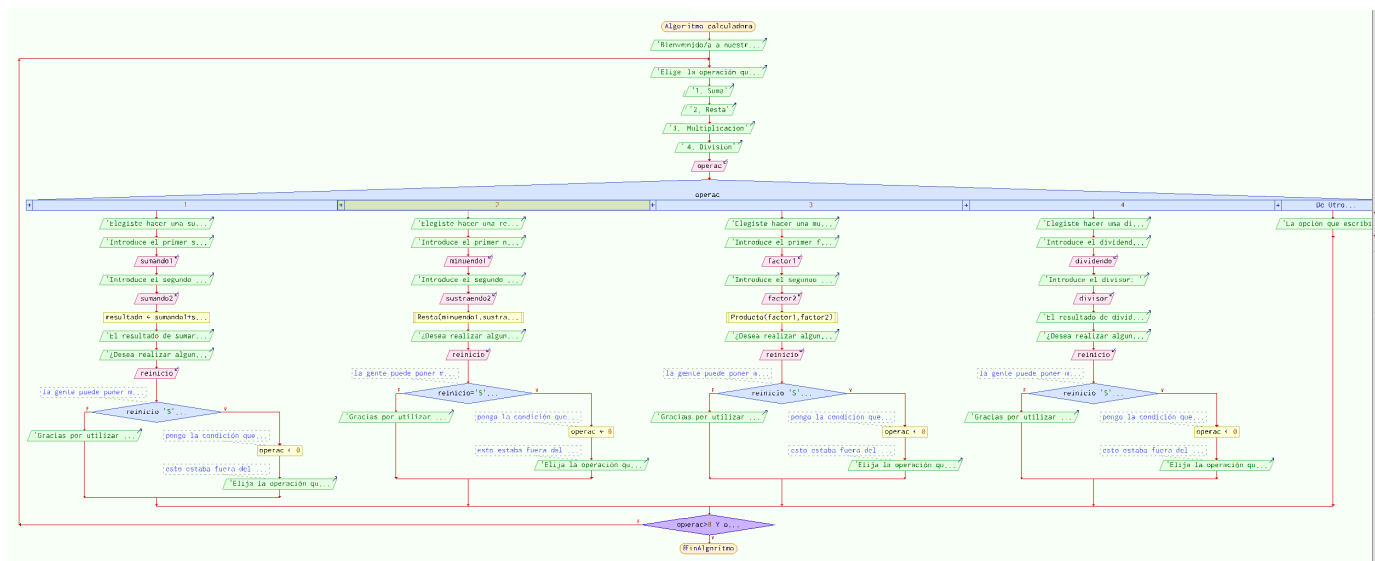 Algoritmo calculadora
'Bienvenido/a a nuestr...
'Elige la operación qu...
'1. Suma'
'2. Resta'
'3. Multiplicacion'
'4. Division'
operac
operac
1
2
3
4
De Otro...
'Elegiste hacer una su...
'Introduce el primer s...
sumando1
'Introduce el segundo ...
sumando2
resultado ← sumando1+s...
'El resultado de sumar...
'¿Desea realizar algun...
reinicio
la gente puede poner m...
reinicio='S'...
F
V
'Gracias por utilizar ...
pongo la condición que...
operac ← 0
esto estaba fuera del ...
'Elija la operación qu...
'Elegiste hacer una re...
'Introduce el primer n...
minuendo1
'Introduce el segundo ...
sustraendo2
Resta(minuendo1,sustra...
'¿Desea realizar algun...
reinicio
la gente puede poner m...
reinicio='S'...
F
V
'Gracias por utilizar ...
pongo la condición que...
operac ← 0
esto estaba fuera del ...
'Elija la operación qu...
'Elegiste hacer una mu...
'Introduce el primer f...
factor1
'Introduce el segundo ...
factor2
Producto(factor1,factor2)
'¿Desea realizar algun...
reinicio
la gente puede poner m...
reinicio='S'...
F
V
'Gracias por utilizar ...
pongo la condición que...
operac ← 0
esto estaba fuera del ...
'Elija la operación qu...
'Elegiste hacer una di...
'Introduce el dividend...
dividendo
'Introduce el divisor: '
divisor
'El resultado de divid...
'¿Desea realizar algun...
reinicio
la gente puede poner m...
reinicio='S'...
F
V
'Gracias por utilizar ...
pongo la condición que...
operac ← 0
esto estaba fuera del ...
'Elija la operación qu...
'La opción que escribi
operac>0 Y o...
F
V
FinAlgoritmo